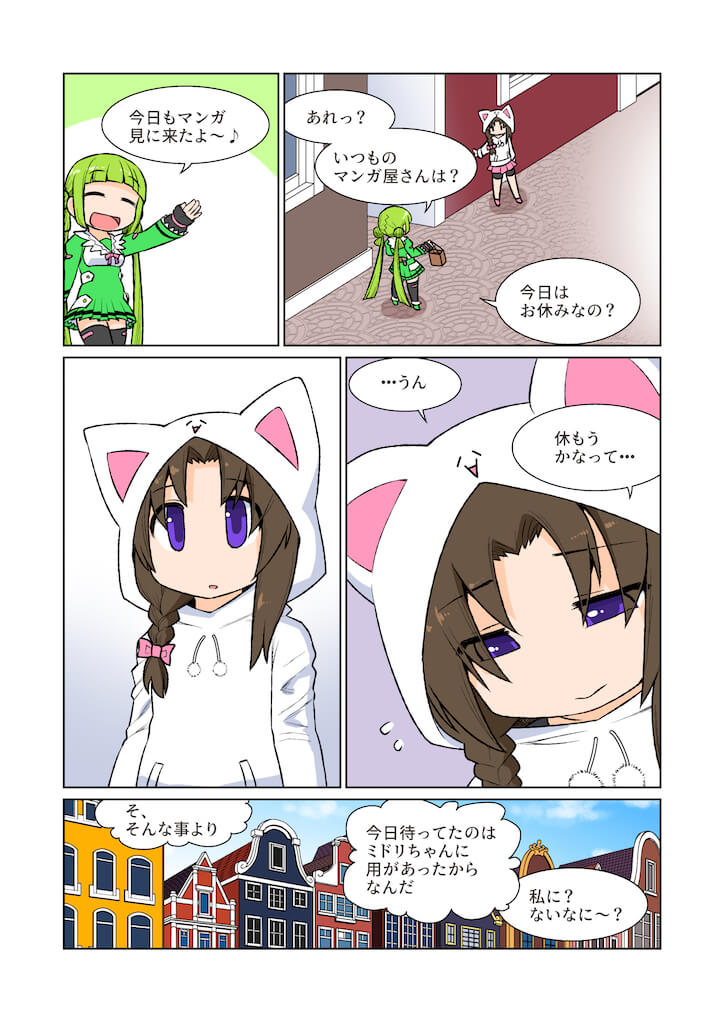 今日もマンガ
見に来たよ〜♪
あれっ？
いつもの
マンガ屋さんは？
今日は
お休みなの？
•••うん
休もう
かなって•••
そ、
そんな事より
今日待ってたのは
ミドリちゃんに
用があったから
なんだ
私に？
ないなに〜？